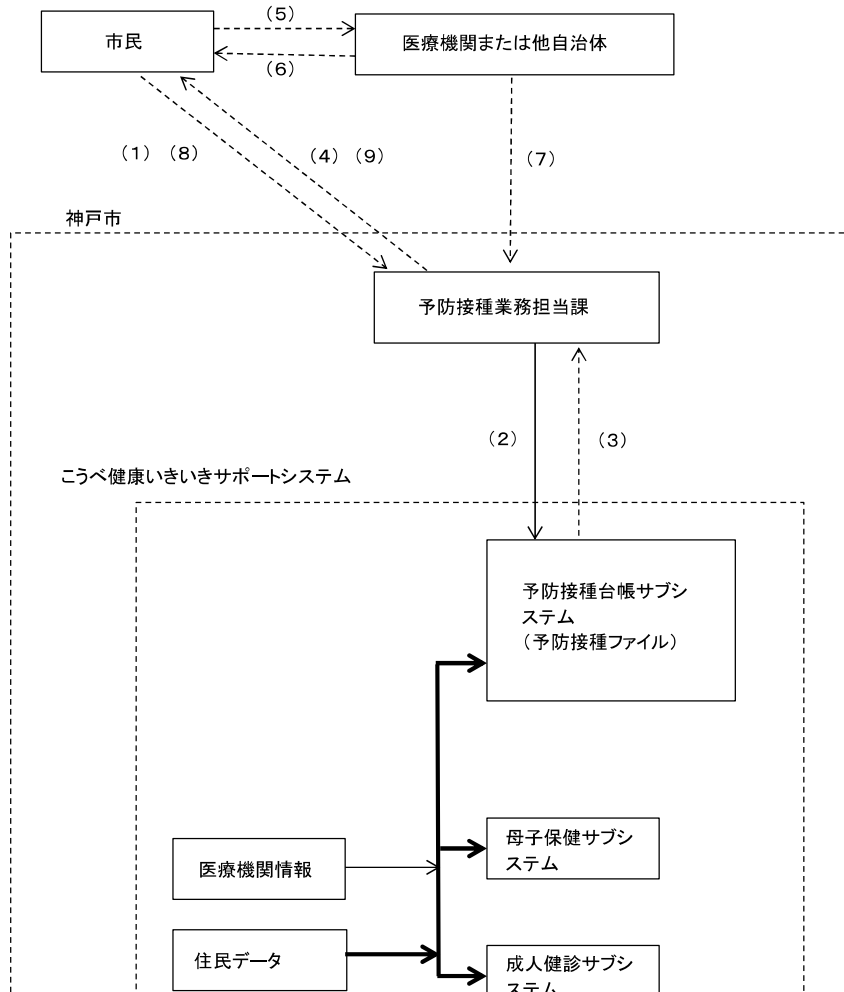 （5）
市民
医療機関または他自治体
（6）
（1）（8）
（4）（9）
（7）
神戸市
予防接種業務担当課
（2）
（3）
こうべ健康いきいきサポートシステム
予防接種台帳サブシ
ステム
（予防接種ファイル）
母子保健サブシ
ステム
医療機関情報
住民データ
成人健診サブシ
ステム